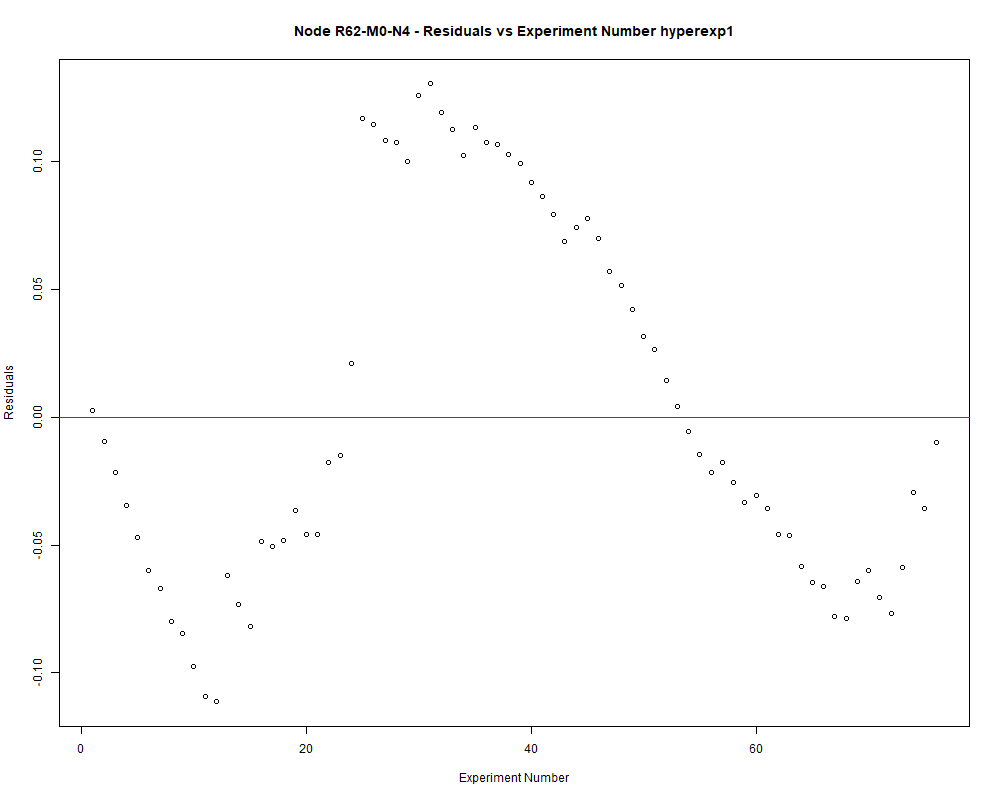 Node R62-M0-N4 - Residuals vs Experiment Number hyperexp1
Residuals
0.10
0.05
0.00
-0.05
-0.10
0 20 40 60
Experiment Number